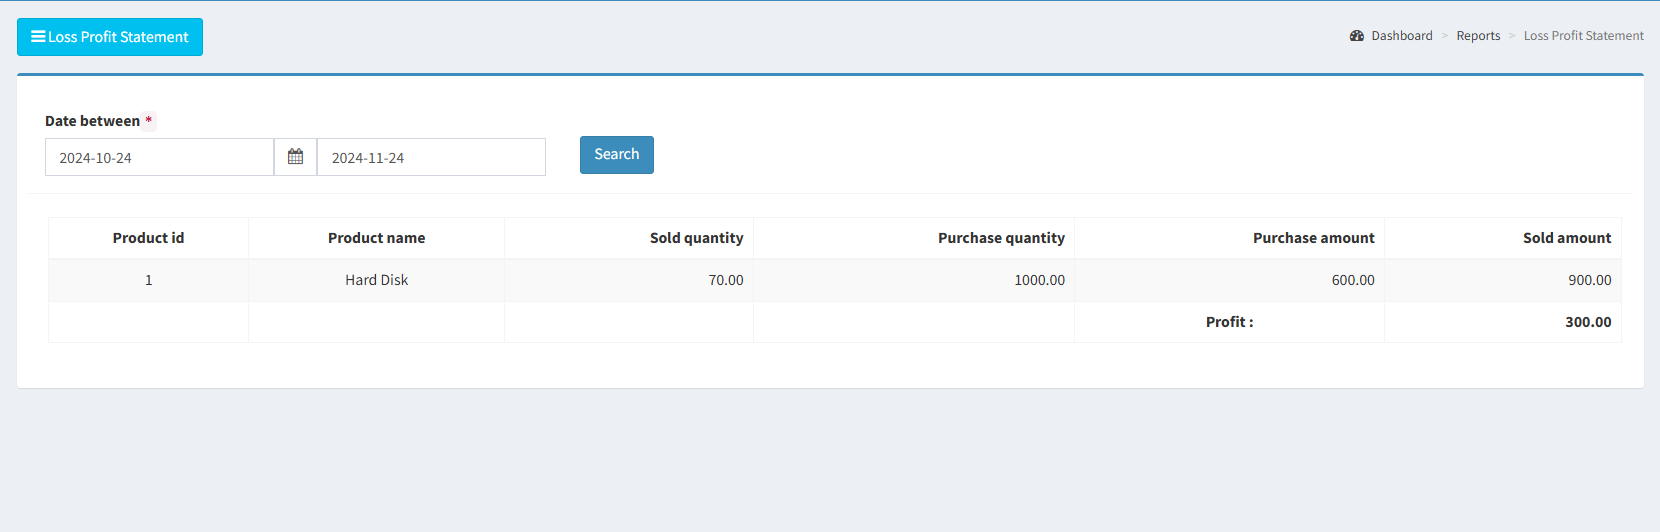 Loss Profit Statement
Dashboard > Reports > Loss Profit Statement
Date between *
2024-10-24 2024-11-24 Search
Product id Product name Sold quantity Purchase quantity Purchase amount Sold amount
1 Hard Disk 70.00 1000.00 600.00 900.00
Profit : 300.00